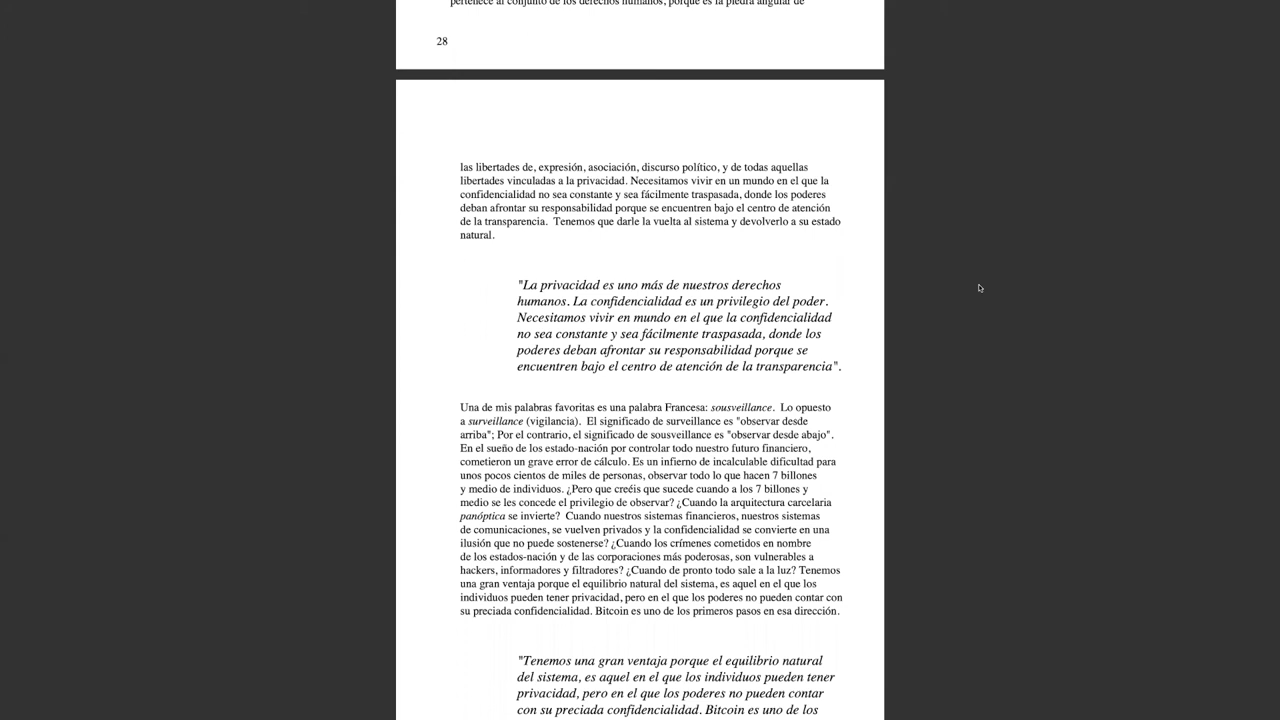 pertenece al conjunto de los derechos humanos, porque es la piedra angular de
28
las libertades de, expresión, asociación, discurso político, y de todas aquellas
libertades vinculadas a la privacidad. Necesitamos vivir en un mundo en el que la
confidencialidad no sea constante y sea fácilmente traspasada, donde los poderes
deban afrontar su responsabilidad porque se encuentren bajo el centro de atención
de la transparencia.  Tenemos que darle la vuelta al sistema y devolverlo a su estado
natural.
"La privacidad es uno más de nuestros derechos
humanos. La confidencialidad es un privilegio del poder.
Necesitamos vivir en mundo en el que la confidencialidad
no sea constante y sea fácilmente traspasada, donde los
poderes deban afrontar su responsabilidad porque se
encuentren bajo el centro de atención de la transparencia".
Una de mis palabras favoritas es una palabra Francesa: sousveillance.  Lo opuesto
a surveillance (vigilancia).  El significado de surveillance es "observar desde
arriba"; Por el contrario, el significado de sousveillance es "observar desde abajo".
En el sueño de los estado-nación por controlar todo nuestro futuro financiero,
cometieron un grave error de cálculo. Es un infierno de incalculable dificultad para
unos pocos cientos de miles de personas, observar todo lo que hacen 7 billones
y medio de individuos. ¿Pero que creéis que sucede cuando a los 7 billones y
medio se les concede el privilegio de observar? ¿Cuando la arquitectura carcelaria
panóptica se invierte?  Cuando nuestros sistemas financieros, nuestros sistemas
de comunicaciones, se vuelven privados y la confidencialidad se convierte en una
ilusión que no puede sostenerse? ¿Cuando los crímenes cometidos en nombre
de los estados-nación y de las corporaciones más poderosas, son vulnerables a
hackers, informadores y filtradores? ¿Cuando de pronto todo sale a la luz? Tenemos
una gran ventaja porque el equilibrio natural del sistema, es aquel en el que los
individuos pueden tener privacidad, pero en el que los poderes no pueden contar con
su preciada confidencialidad. Bitcoin es uno de los primeros pasos en esa dirección.
"Tenemos una gran ventaja porque el equilibrio natural
del sistema, es aquel en el que los individuos pueden tener
privacidad, pero en el que los poderes no pueden contar
con su preciada confidencialidad. Bitcoin es uno de los